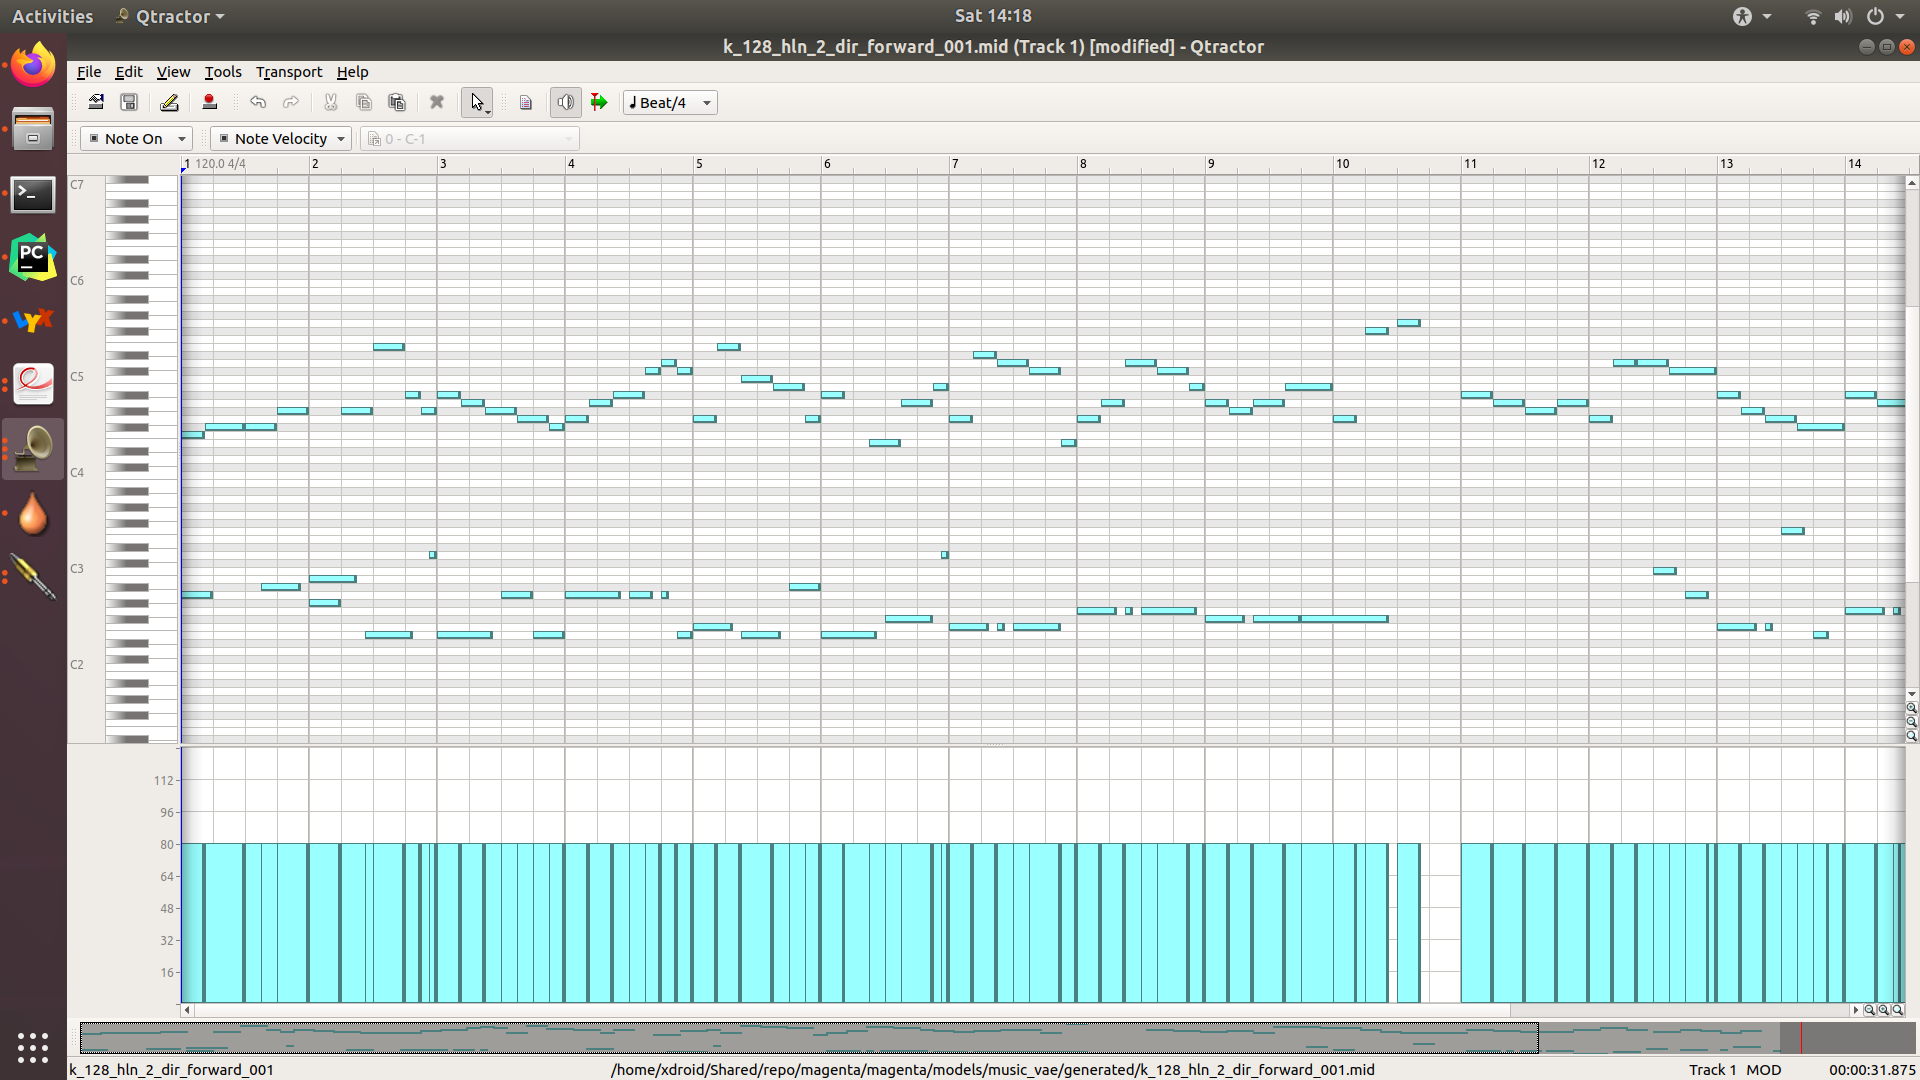 Activities
Qtractor
Sat 14:18
k_128_hln_2_dir_forward_001.mid (Track 1) [modified] - Qtractor
File Edit View Tools Transport Help
Beat/4
Note On
Note Velocity
0 - C-1
1 120.0 4/4 2 3 4 5 6 7 8 9 10 11 12 13 14
C7
C6
C5
C4
C3
C2
PC
LYX
112
96
80
64
48
32
16
k_128_hln_2_dir_forward_001
/home/xdroid/Shared/repo/magenta/magenta/models/music_vae/generated/k_128_hln_2_dir_forward_001.mid
Track 1 MOD 00:00:31.875